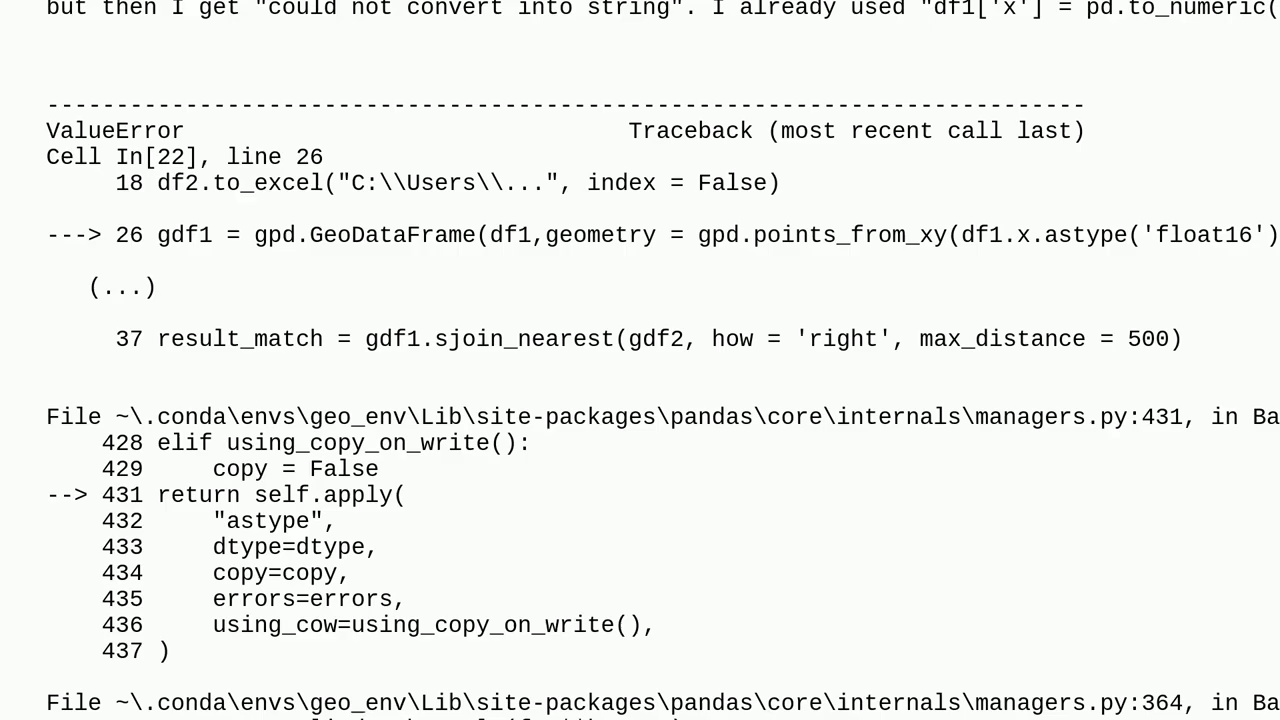 but then I get "could not convert into string". I already used "df1['x'] = pd.to_numeric(
--------------------------------------------------------------------------- 
ValueError                                Traceback (most recent call last)
Cell In[22], line 26
     18 df2.to_excel("C:\\Users\\...", index = False)
---> 26 gdf1 = gpd.GeoDataFrame(df1,geometry = gpd.points_from_xy(df1.x.astype('float16')
   (...)
     37 result_match = gdf1.sjoin_nearest(gdf2, how = 'right', max_distance = 500)
File ~\.conda\envs\geo_env\Lib\site-packages\pandas\core\internals\managers.py:431, in Ba
    428 elif using_copy_on_write():
    429     copy = False
--> 431 return self.apply(
    432     "astype",
    433     dtype=dtype,
    434     copy=copy,
    435     errors=errors,
    436     using_cow=using_copy_on_write(),
    437 )
File ~\.conda\envs\geo_env\Lib\site-packages\pandas\core\internals\managers.py:364, in Ba